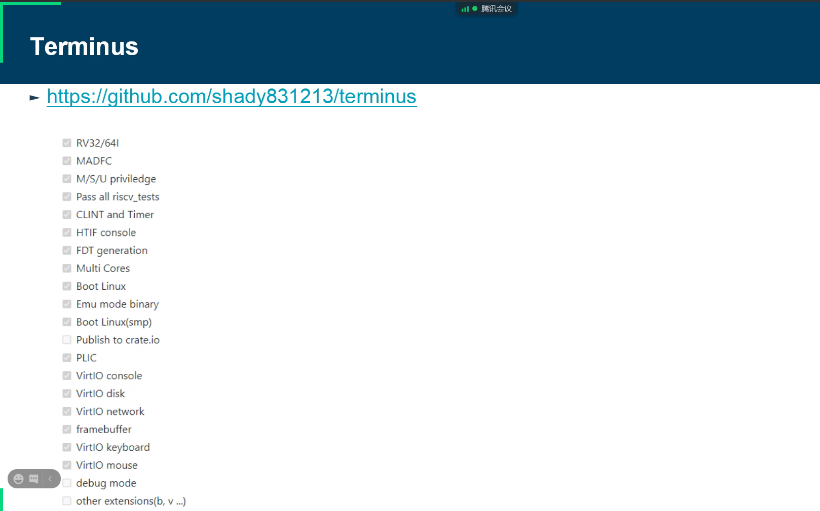 腾讯会议
Terminus
► https://github.com/shady831213/terminus
RV32/64I
MADFC
M/S/U priviledge
Pass all riscv_tests
CLINT and Timer
HTIF console
FDT generation
Multi Cores
Boot Linux
Emu mode binary
Boot Linux(smp)
Publish to crate.io
PLIC
VirtIO console
VirtIO disk
VirtIO network
framebuffer
VirtIO keyboard
VirtIO mouse
debug mode
other extensions(b, v ...)